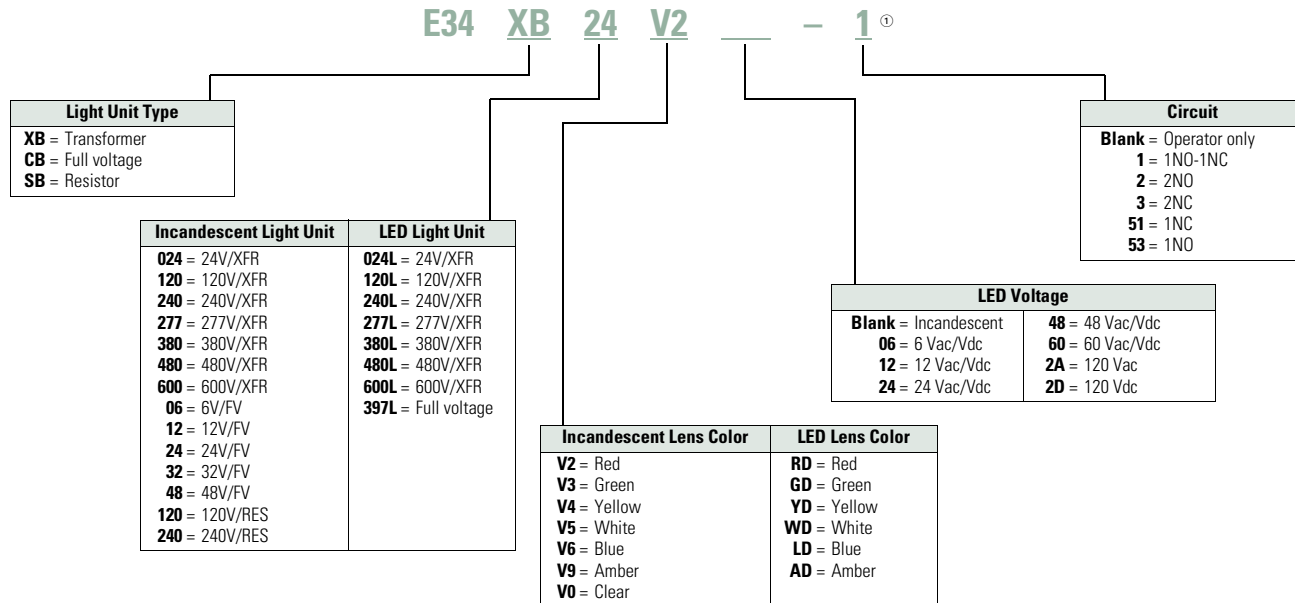 E34 XB 24 V2 ___ – 1 ①
Light Unit Type
XB = Transformer
CB = Full voltage
SB = Resistor
Circuit
Blank = Operator only
1 = 1NO-1NC
2 = 2NO
3 = 2NC
51 = 1NC
53 = 1NO
Incandescent Light Unit
024 = 24V/XFR
120 = 120V/XFR
240 = 240V/XFR
277 = 277V/XFR
380 = 380V/XFR
480 = 480V/XFR
600 = 600V/XFR
06 = 6V/FV
12 = 12V/FV
24 = 24V/FV
32 = 32V/FV
48 = 48V/FV
120 = 120V/RES
240 = 240V/RES
LED Light Unit
024L = 24V/XFR
120L = 120V/XFR
240L = 240V/XFR
277L = 277V/XFR
380L = 380V/XFR
480L = 480V/XFR
600L = 600V/XFR
397L = Full voltage
LED Voltage
Blank = Incandescent
06 = 6 Vac/Vdc
12 = 12 Vac/Vdc
24 = 24 Vac/Vdc
48 = 48 Vac/Vdc
60 = 60 Vac/Vdc
2A = 120 Vac
2D = 120 Vdc
Incandescent Lens Color
V2 = Red
V3 = Green
V4 = Yellow
V5 = White
V6 = Blue
V9 = Amber
V0 = Clear
LED Lens Color
RD = Red
GD = Green
YD = Yellow
WD = White
LD = Blue
AD = Amber